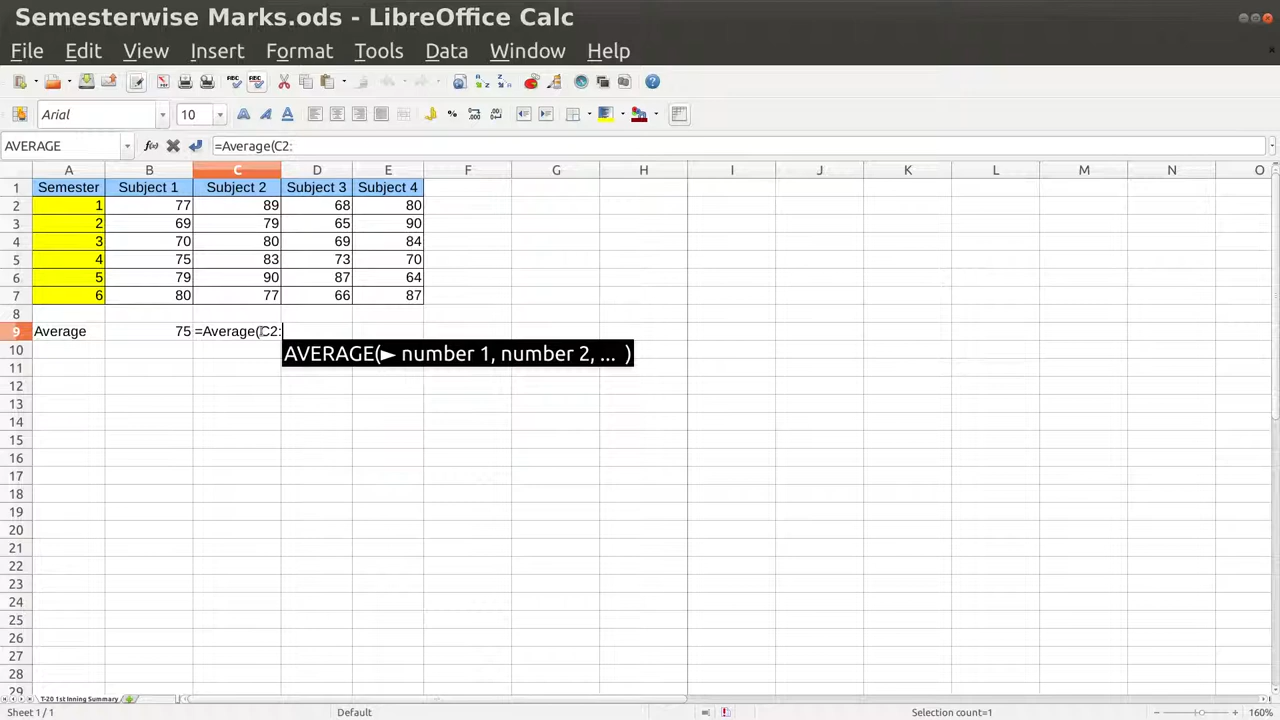 Semesterwise Marks.ods - LibreOffice Calc
File Edit View Insert Format Tools Data Window Help
Arial 10
AVERAGE =Average(C2:
A B C D E F G H I J K L M N O
1 Semester Subject 1 Subject 2 Subject 3 Subject 4
2 1 77 89 68 80
3 2 69 79 65 90
4 3 70 80 69 84
5 4 75 83 73 70
6 5 79 90 87 64
7 6 80 77 66 87
8
9 Average 75 =Average(C2:
AVERAGE(► number 1, number 2, ... )
10
11
12
13
14
15
16
17
18
19
20
21
22
23
24
25
26
27
28
29
T-20 1st Inning Summary
Sheet 1 / 1 Default Selection count=1 160%